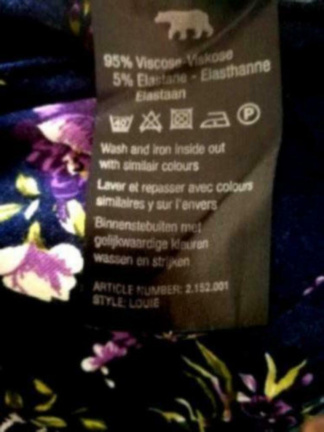 95% Viscose-Viskose
5% Elastane - Elasthanne
Elastaan
P
Wash and iron inside out
with similair colours
Laver et repasser avec colours
similaires y sur l'envers
Binnenstebuiten met
gelijkwaardige kleuren
wassen en strijken
ARTICLE NUMBER: 2.152.001
STYLE: LOUIE